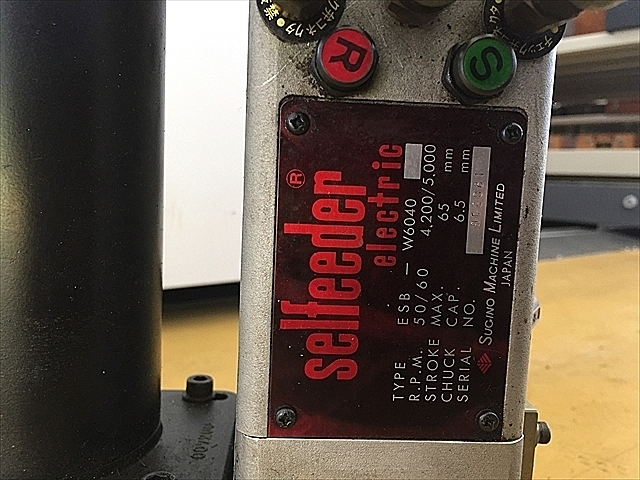 R
S
selfeeder ®
electric
TYPE ESB – W6040
R.P.M. 50/60 4.200/5.000
STROKE MAX. 65 mm
CHUCK CAP. 6.5 mm
SERIAL NO.
SUGINO MACHINE LIMITED
JAPAN